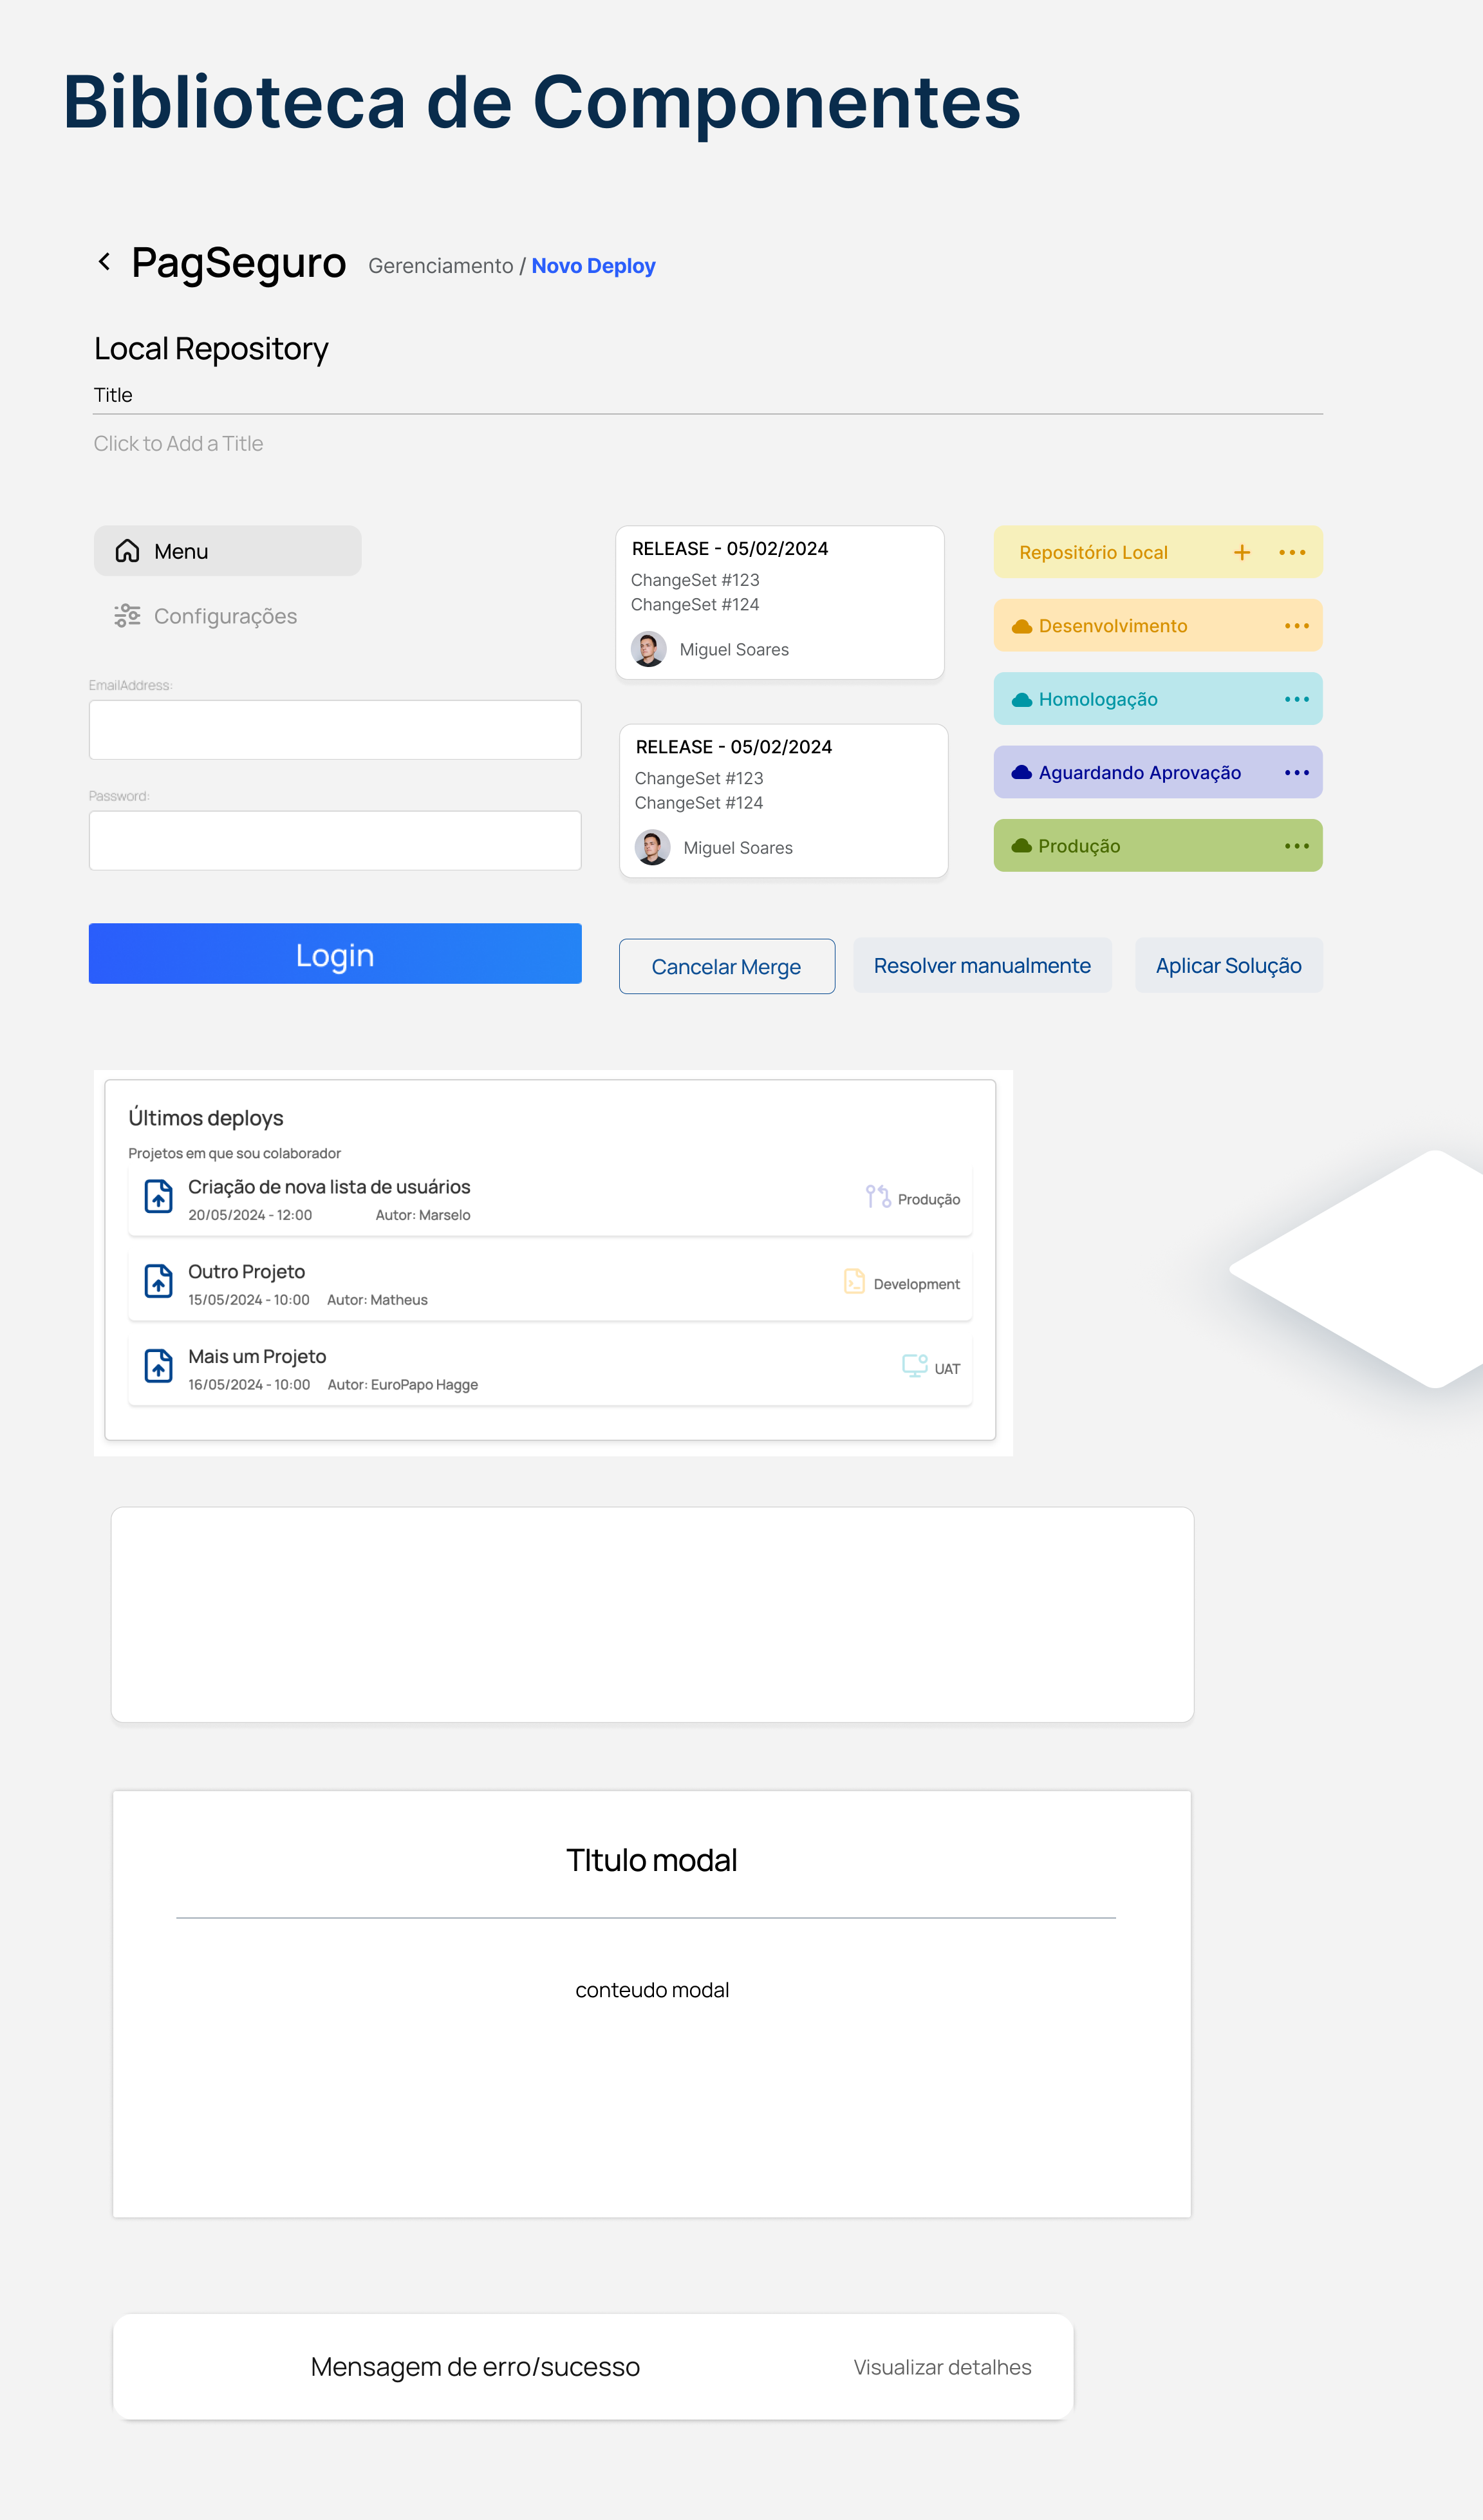 Biblioteca de Componentes
PagSeguro Gerenciamento / Novo Deploy
Local Repository
Title
Click to Add a Title
Menu
Configurações
EmailAddress:
Password:
Login
RELEASE - 05/02/2024
ChangeSet #123
ChangeSet #124
Miguel Soares
RELEASE - 05/02/2024
ChangeSet #123
ChangeSet #124
Miguel Soares
Repositório Local
Desenvolvimento
Homologação
Aguardando Aprovação
Produção
Cancelar Merge
Resolver manualmente
Aplicar Solução
Últimos deploys
Projetos em que sou colaborador
Criação de nova lista de usuários
20/05/2024 - 12:00 Autor: Marselo
Produção
Outro Projeto
15/05/2024 - 10:00 Autor: Matheus
Development
Mais um Projeto
16/05/2024 - 10:00 Autor: EuroPapo Hagge
UAT
TItulo modal
conteudo modal
Mensagem de erro/sucesso
Visualizar detalhes